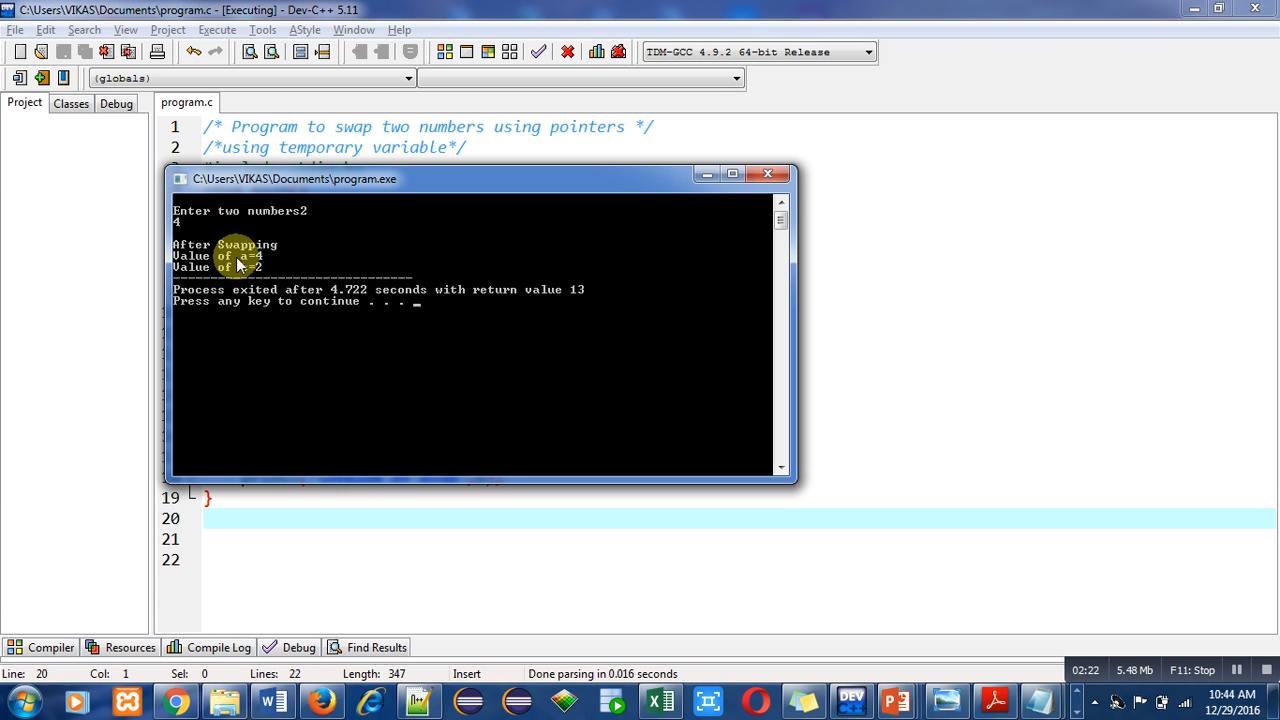 C:\Users\VIKAS\Documents\program.c - [Executing] - Dev-C++ 5.11
File Edit Search View Project Execute Tools AStyle Window Help
TDM-GCC 4.9.2 64-bit Release
(globals)
Project Classes Debug program.c
1 /* Program to swap two numbers using pointers */
2 /*using temporary variable*/
C:\Users\VIKAS\Documents\program.exe
Enter two numbers2
4
After Swapping
Value of a=4
Value of =2
--------------------------------
Process exited after 4.722 seconds with return value 13
Press any key to continue . . . _
19 }
20
21
22
Compiler Resources Compile Log Debug Find Results
Line: 20 Col: 1 Sel: 0 Lines: 22 Length: 347 Insert Done parsing in 0.016 seconds
02:22 5.48 Mb F11: Stop
DEV
10:44 AM
12/29/2016